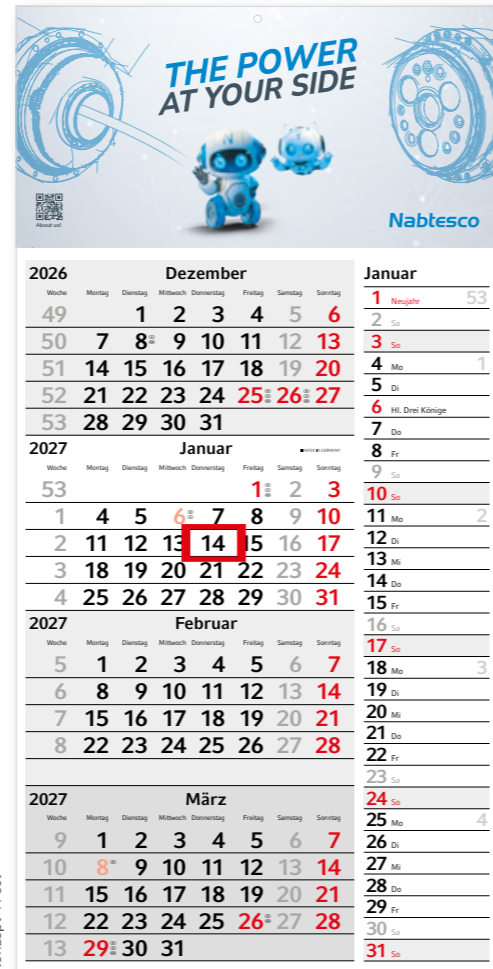 THE POWER
AT YOUR SIDE
N
About us!
Nabtesco
2026 Dezember
Woche Montag Dienstag Mittwoch Donnerstag Freitag Samstag Sonntag
49 1 2 3 4 5 6
50 7 8 9 10 11 12 13
51 14 15 16 17 18 19 20
52 21 22 23 24 25 26 27
53 28 29 30 31
2027 Januar
Woche Montag Dienstag Mittwoch Donnerstag Freitag Samstag Sonntag
53 1 2 3
1 4 5 6 7 8 9 10
2 11 12 13 14 15 16 17
3 18 19 20 21 22 23 24
4 25 26 27 28 29 30 31
2027 Februar
Woche Montag Dienstag Mittwoch Donnerstag Freitag Samstag Sonntag
5 1 2 3 4 5 6 7
6 8 9 10 11 12 13 14
7 15 16 17 18 19 20 21
8 22 23 24 25 26 27 28
2027 März
Woche Montag Dienstag Mittwoch Donnerstag Freitag Samstag Sonntag
9 1 2 3 4 5 6 7
10 8 9 10 11 12 13 14
11 15 16 17 18 19 20 21
12 22 23 24 25 26 27 28
13 29 30 31
Januar
1 Neujahr 53
2 Sa
3 So
4 Mo 1
5 Di
6 Hl. Drei Könige
7 Do
8 Fr
9 Sa
10 So
11 Mo 2
12 Di
13 Mi
14 Do
15 Fr
16 Sa
17 So
18 Mo 3
19 Di
20 Mi
21 Do
22 Fr
23 Sa
24 So
25 Mo 4
26 Di
27 Mi
28 Do
29 Fr
30 Sa
31 So